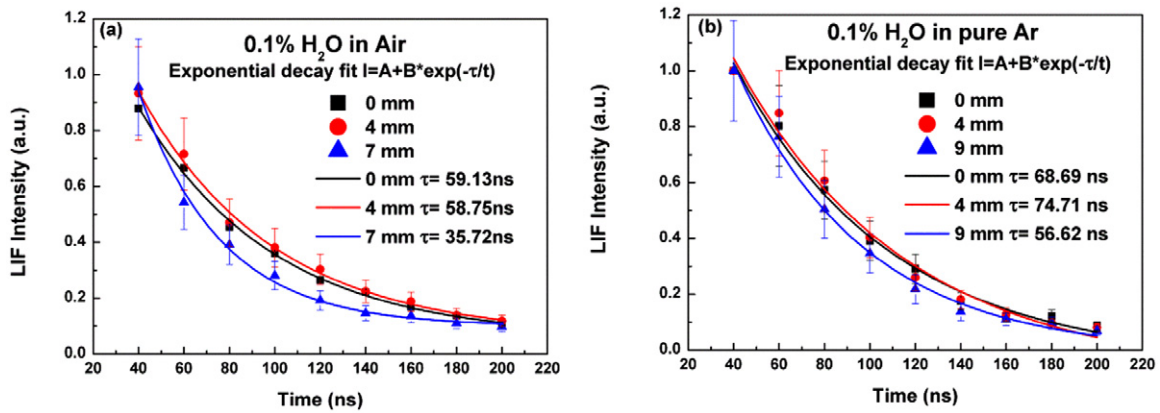 (a)
0.1% H₂O in Air
Exponential decay fit I=A+B*exp(-τ/t)
0 mm
4 mm
7 mm
0 mm τ= 59.13ns
4 mm τ= 58.75ns
7 mm τ= 35.72ns
LIF Intensity (a.u.)
1.2
1.0
0.8
0.6
0.4
0.2
0.0
20 40 60 80 100 120 140 160 180 200 220
Time (ns)
(b)
0.1% H₂O in pure Ar
Exponential decay fit I=A+B*exp(-τ/t)
0 mm
4 mm
9 mm
0 mm τ= 68.69 ns
4 mm τ= 74.71 ns
9 mm τ= 56.62 ns
LIF Intensity (a.u.)
1.2
1.0
0.8
0.6
0.4
0.2
0.0
20 40 60 80 100 120 140 160 180 200 220
Time (ns)